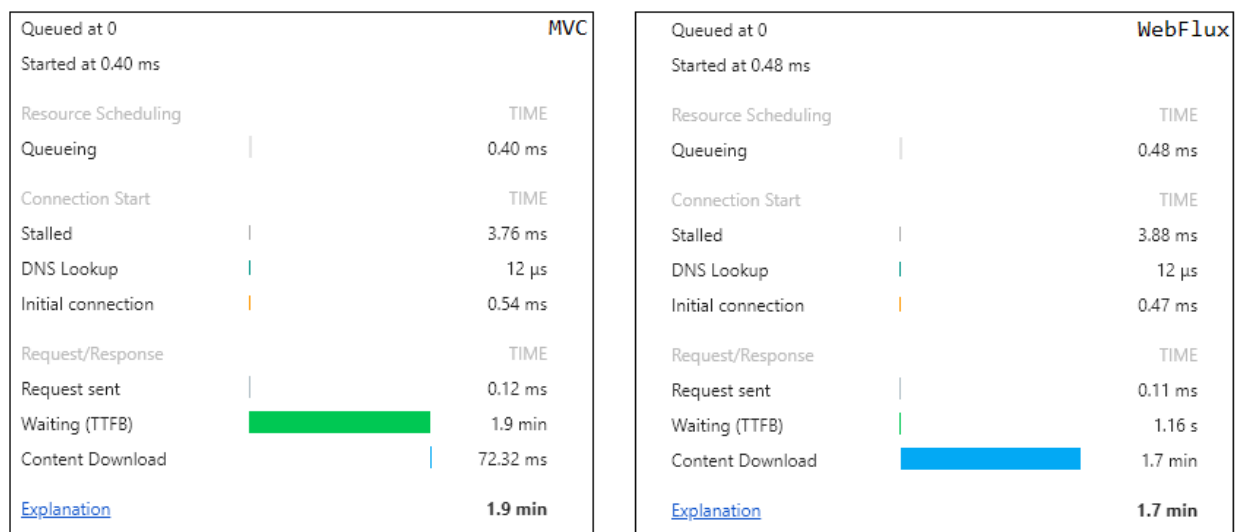 Queued at 0 MVC
Started at 0.40 ms
Resource Scheduling TIME
Queueing 0.40 ms
Connection Start TIME
Stalled 3.76 ms
DNS Lookup 12 μs
Initial connection 0.54 ms
Request/Response TIME
Request sent 0.12 ms
Waiting (TTFB) 1.9 min
Content Download 72.32 ms
Explanation 1.9 min
Queued at 0 WebFlux
Started at 0.48 ms
Resource Scheduling TIME
Queueing 0.48 ms
Connection Start TIME
Stalled 3.88 ms
DNS Lookup 12 μs
Initial connection 0.47 ms
Request/Response TIME
Request sent 0.11 ms
Waiting (TTFB) 1.16 s
Content Download 1.7 min
Explanation 1.7 min